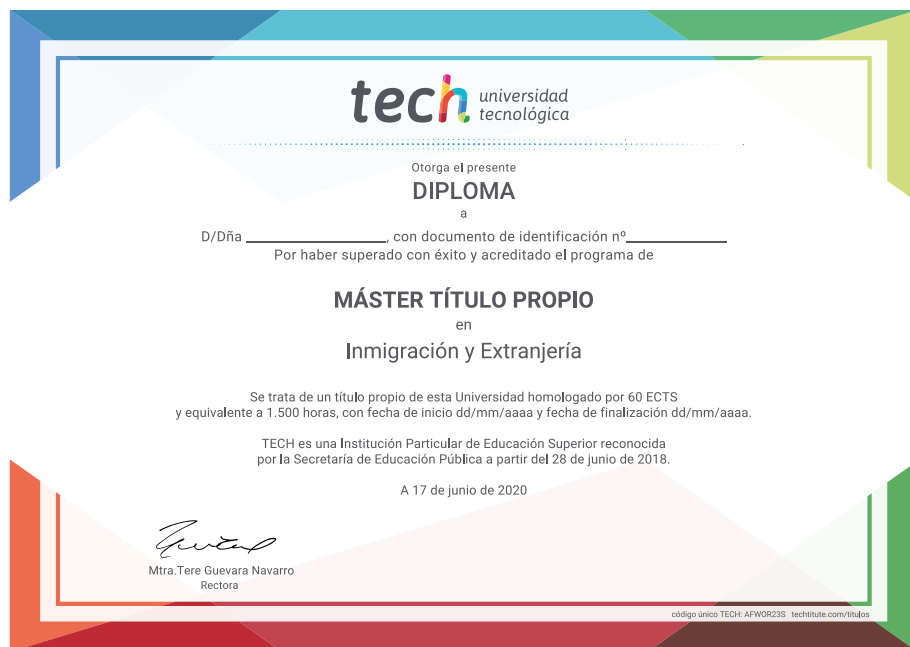 tech universidad
tecnológica
Otorga el presente
DIPLOMA
a
D/Dña ____________________, con documento de identificación nº______________
Por haber superado con éxito y acreditado el programa de
MÁSTER TÍTULO PROPIO
en
Inmigración y Extranjería
Se trata de un título propio de esta Universidad homologado por 60 ECTS
y equivalente a 1.500 horas, con fecha de inicio dd/mm/aaaa y fecha de finalización dd/mm/aaaa.
TECH es una Institución Particular de Educación Superior reconocida
por la Secretaría de Educación Pública a partir del 28 de junio de 2018.
A 17 de junio de 2020
Mtra.Tere Guevara Navarro
Rectora
código único TECH: AFWOR23S techtitute.com/titulos